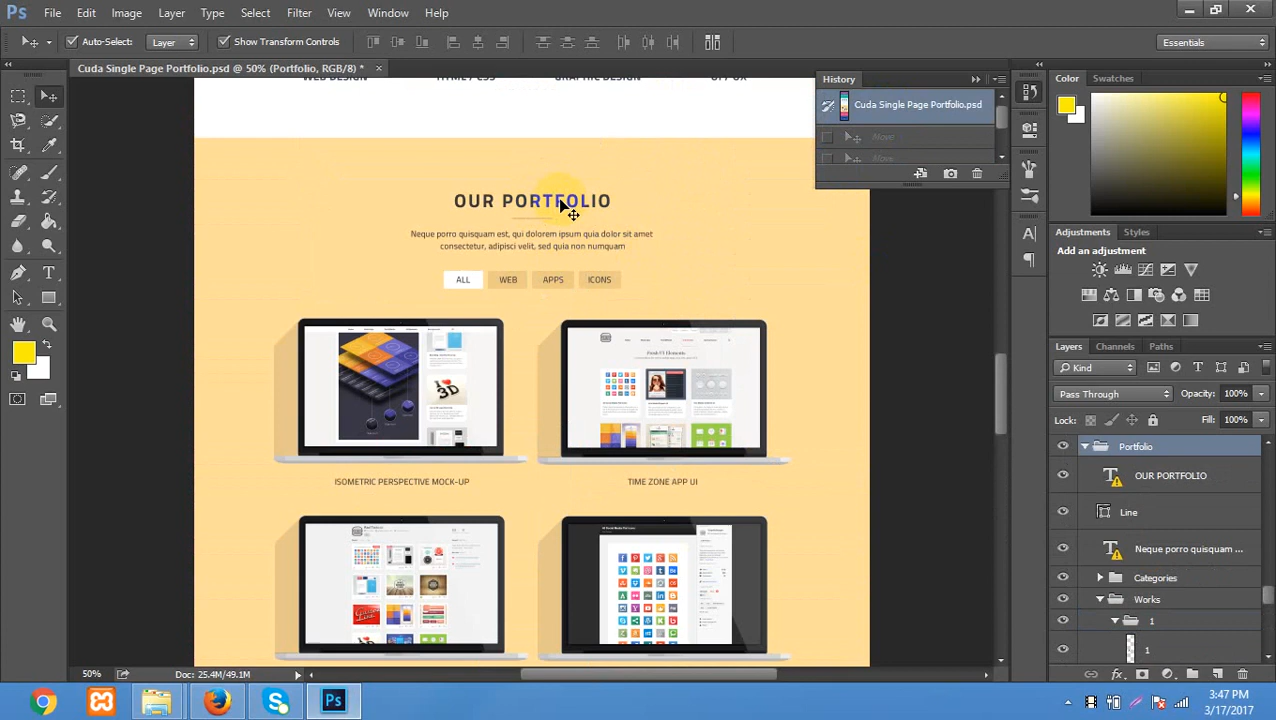 Ps File Edit Image Layer Type Select Filter 3D View Window Help
Auto-Select: Layer Show Transform Controls Essentials
Cuda Single Page Portfolio.psd @ 50% (Portfolio, RGB/8) * ×
WEB DESIGN HTML / CSS GRAPHIC DESIGN UI / UX
OUR PORTFOLIO
Neque porro quisquam est, qui dolorem ipsum quia dolor sit amet
consectetur, adipisci velit, sed quia non numquam
ALL WEB APPS ICONS
I ♥
3D
Fresh UI Elements
ISOMETRIC PERSPECTIVE MOCK-UP
TIME ZONE APP UI
History
Cuda Single Page Portfolio.psd
Move
Move
Color Swatches
Adjustments Styles
Add an adjustment
Layers Channels Paths
Pass Through Opacity: 100%
Fill: 100%
Portfolio
OUR PORTFOLIO
Line
Neque porro quisquam ...
1
1
50% Doc: 25.4M/49.1M
Ps
3:47 PM
3/17/2017